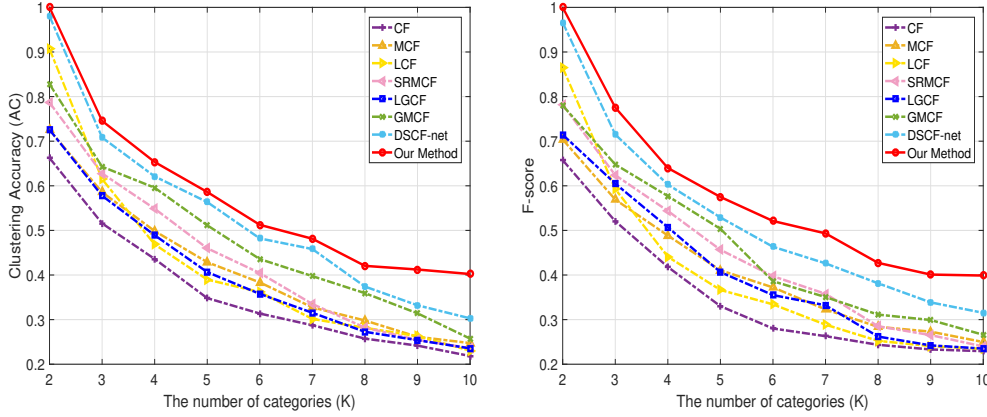 1
0.9
0.8
0.7
0.6
0.5
0.4
0.3
0.2
2 3 4 5 6 7 8 9 10
Clustering Accuracy (AC)
The number of categories (K)
CF
MCF
LCF
SRMCF
LGCF
GMCF
DSCF-net
Our Method
1
0.9
0.8
0.7
0.6
0.5
0.4
0.3
0.2
2 3 4 5 6 7 8 9 10
F-score
The number of categories (K)
CF
MCF
LCF
SRMCF
LGCF
GMCF
DSCF-net
Our Method